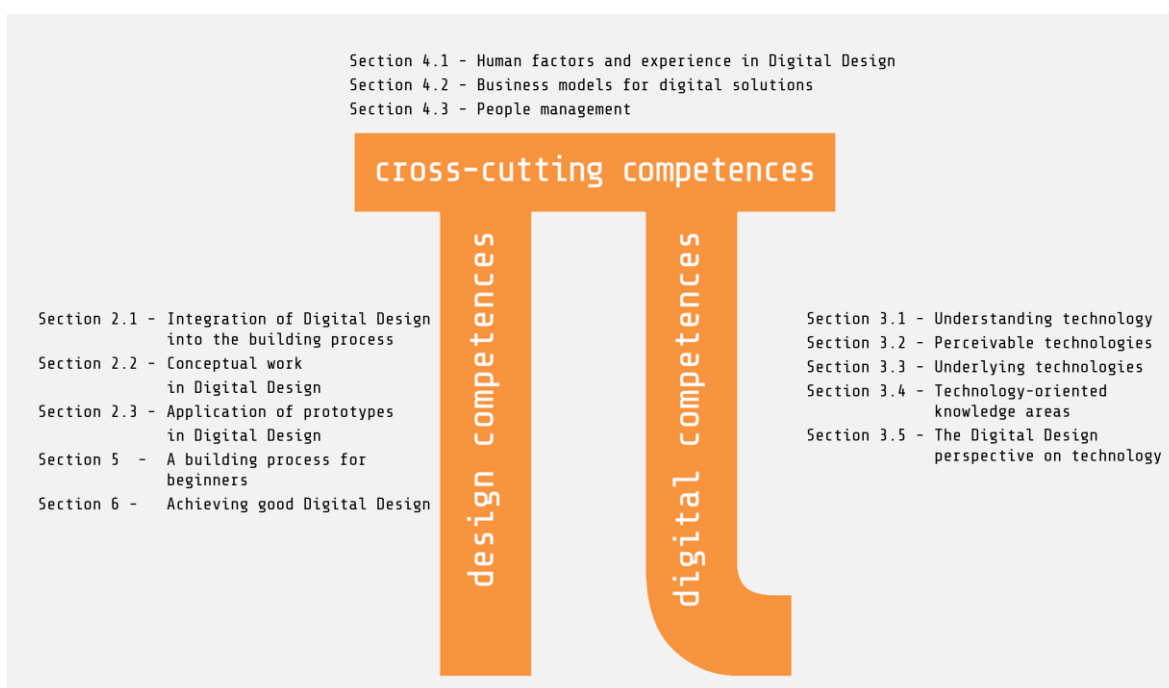 Section 4.1 - Human factors and experience in Digital Design
Section 4.2 - Business models for digital solutions
Section 4.3 - People management
cross-cutting competences
design competences
digital competences
Section 2.1 - Integration of Digital Design
into the building process
Section 2.2 - Conceptual work
in Digital Design
Section 2.3 - Application of prototypes
in Digital Design
Section 5 - A building process for
beginners
Section 6 - Achieving good Digital Design
Section 3.1 - Understanding technology
Section 3.2 - Perceivable technologies
Section 3.3 - Underlying technologies
Section 3.4 - Technology-oriented
knowledge areas
Section 3.5 - The Digital Design
perspective on technology